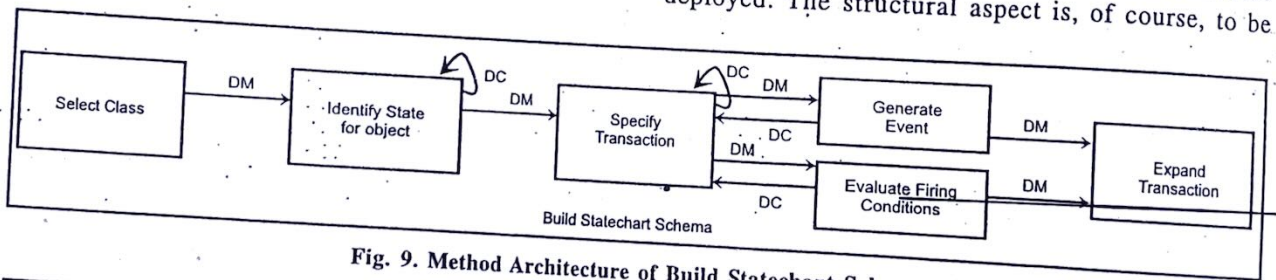 deployed. The structural aspect is, of course, to be
Select Class
DM
Identify State
for object
DC
DM
Specify
Transaction
DC
DM
DC
DM
DC
Generate
Event
Evaluate Firing
Conditions
DM
DM
Expand
Transaction
Build Statechart Schema
Fig. 9. Method Architecture of Build Statechart